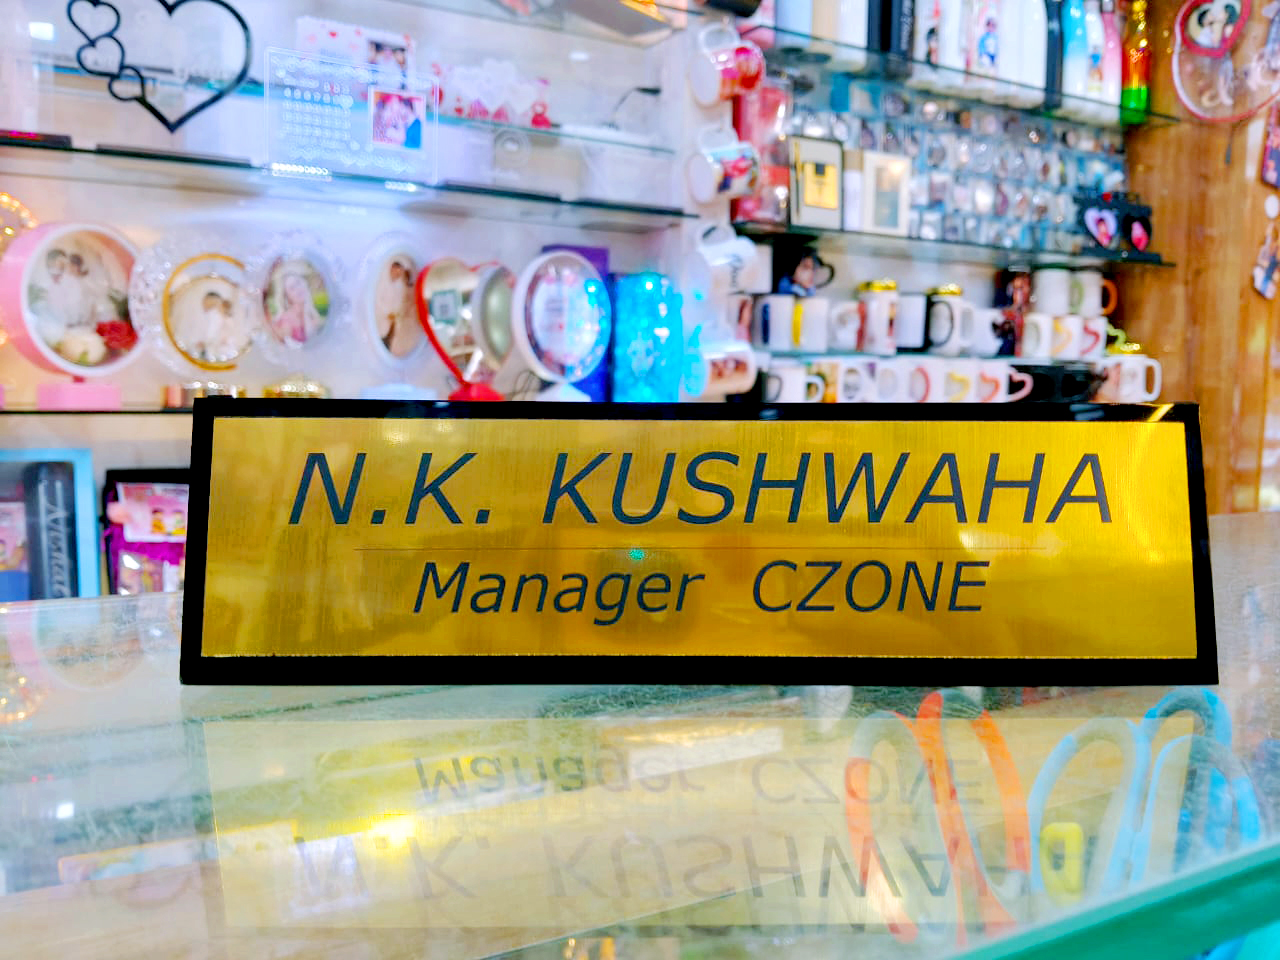 N.K. KUSHWAHA
Manager CZONE